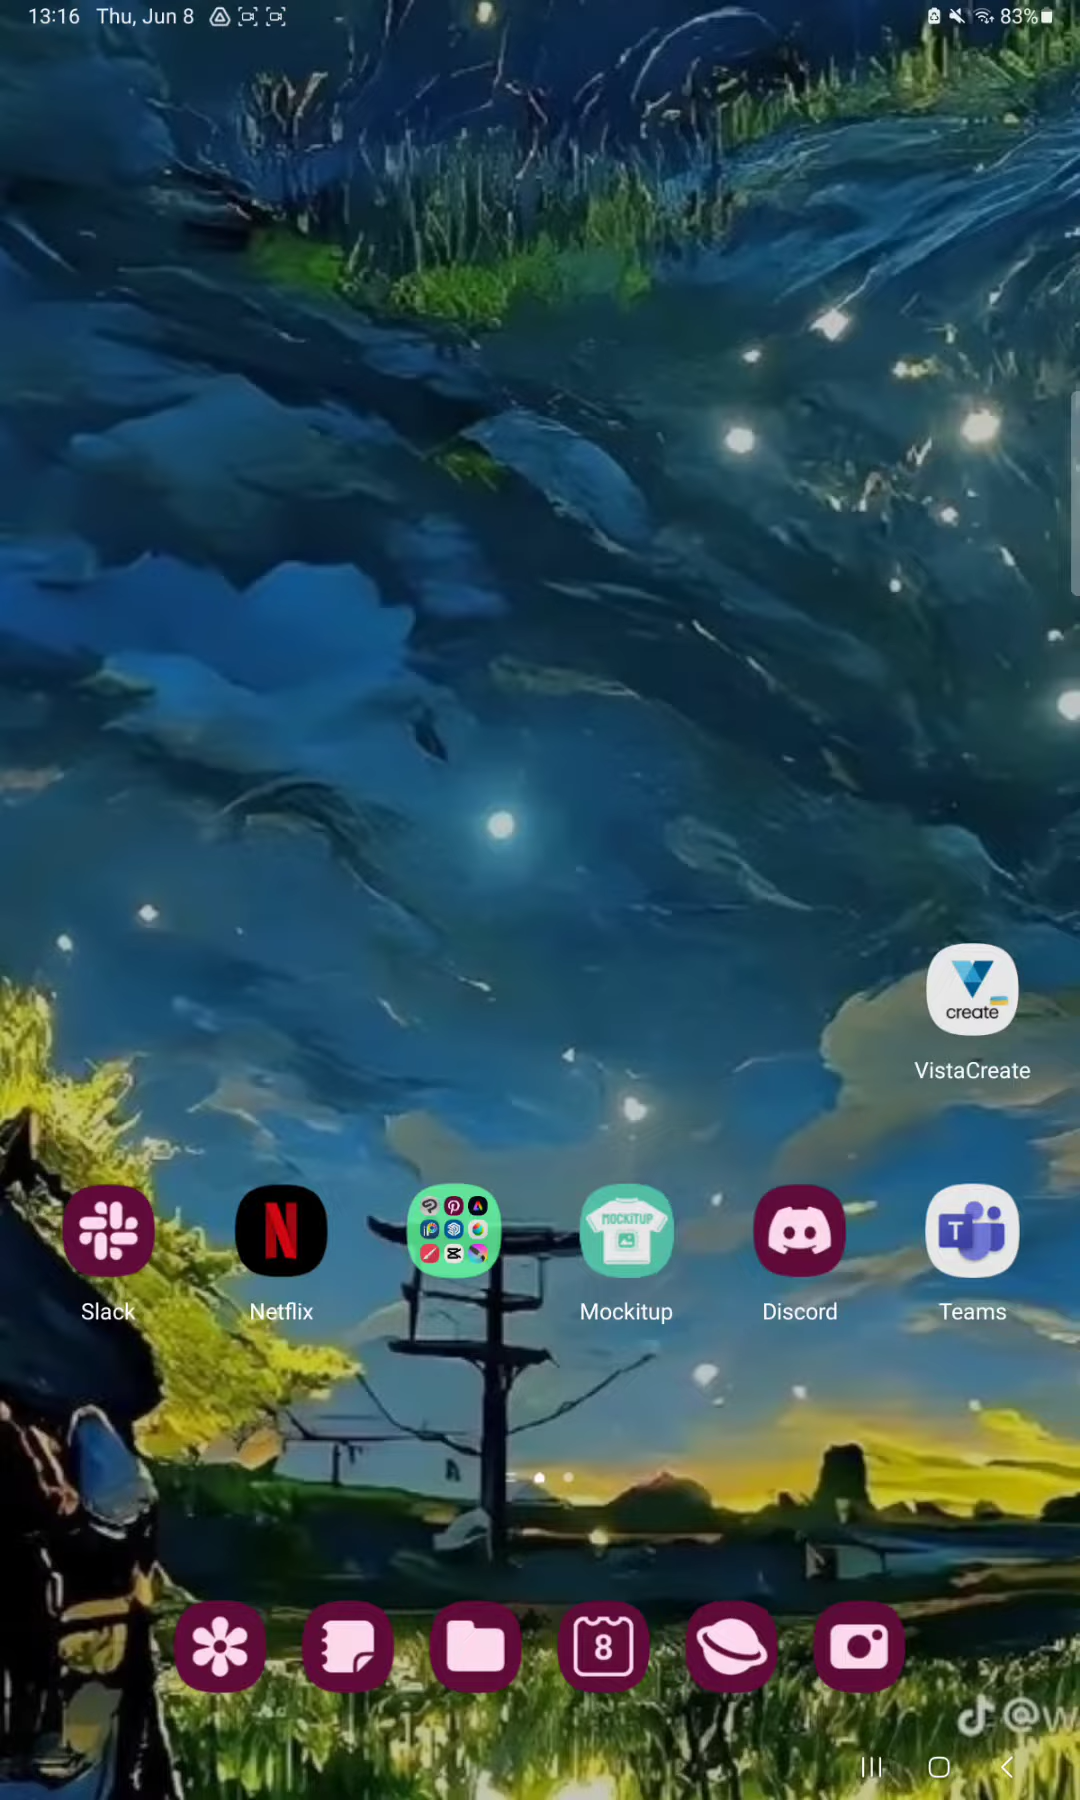 13:16 Thu, Jun 8 83%
create
VistaCreate
N
MOCKITUP
T
Slack Netflix Mockitup Discord Teams
8
@W